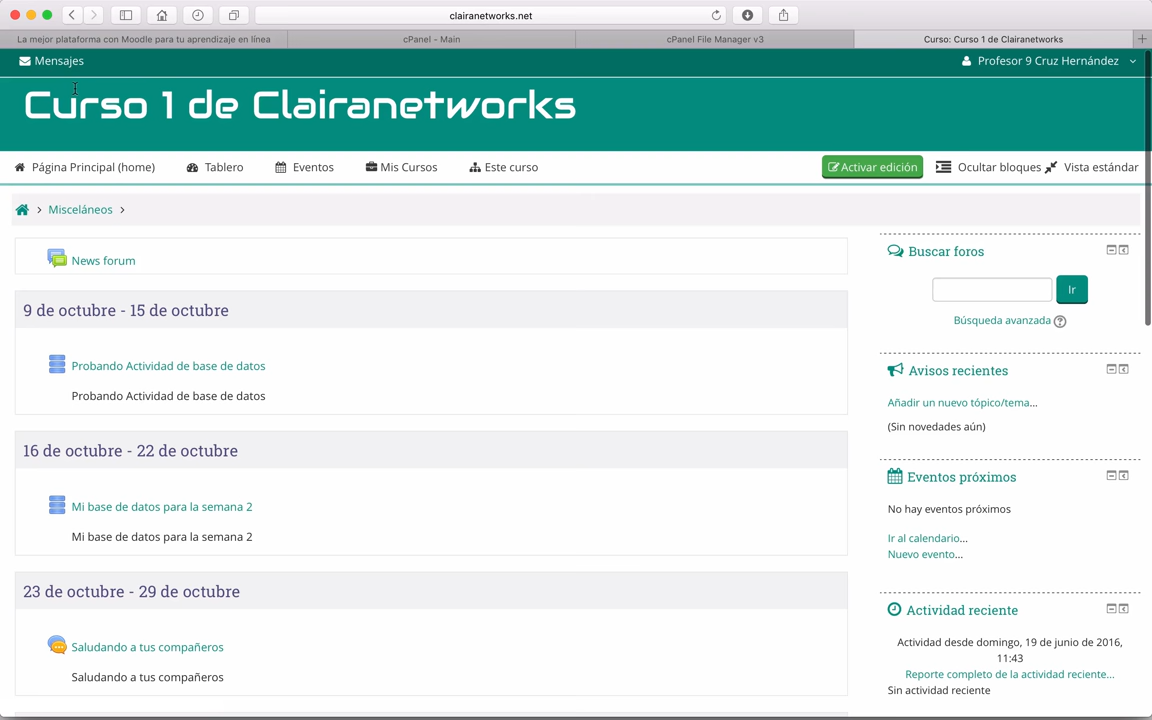 clairanetworks.net
La mejor plataforma con Moodle para tu aprendizaje en línea
cPanel - Main
cPanel File Manager v3
Curso: Curso 1 de Clairanetworks
Mensajes
Profesor 9 Cruz Hernández
Curso 1 de Clairanetworks
Página Principal (home)
Tablero
Eventos
Mis Cursos
Este curso
Activar edición
Ocultar bloques
Vista estándar
Misceláneos
News forum
9 de octubre - 15 de octubre
Probando Actividad de base de datos
Probando Actividad de base de datos
16 de octubre - 22 de octubre
Mi base de datos para la semana 2
Mi base de datos para la semana 2
23 de octubre - 29 de octubre
Saludando a tus compañeros
Saludando a tus compañeros
Buscar foros
Ir
Búsqueda avanzada
Avisos recientes
Añadir un nuevo tópico/tema...
(Sin novedades aún)
Eventos próximos
No hay eventos próximos
Ir al calendario...
Nuevo evento...
Actividad reciente
Actividad desde domingo, 19 de junio de 2016,
11:43
Reporte completo de la actividad reciente...
Sin actividad reciente